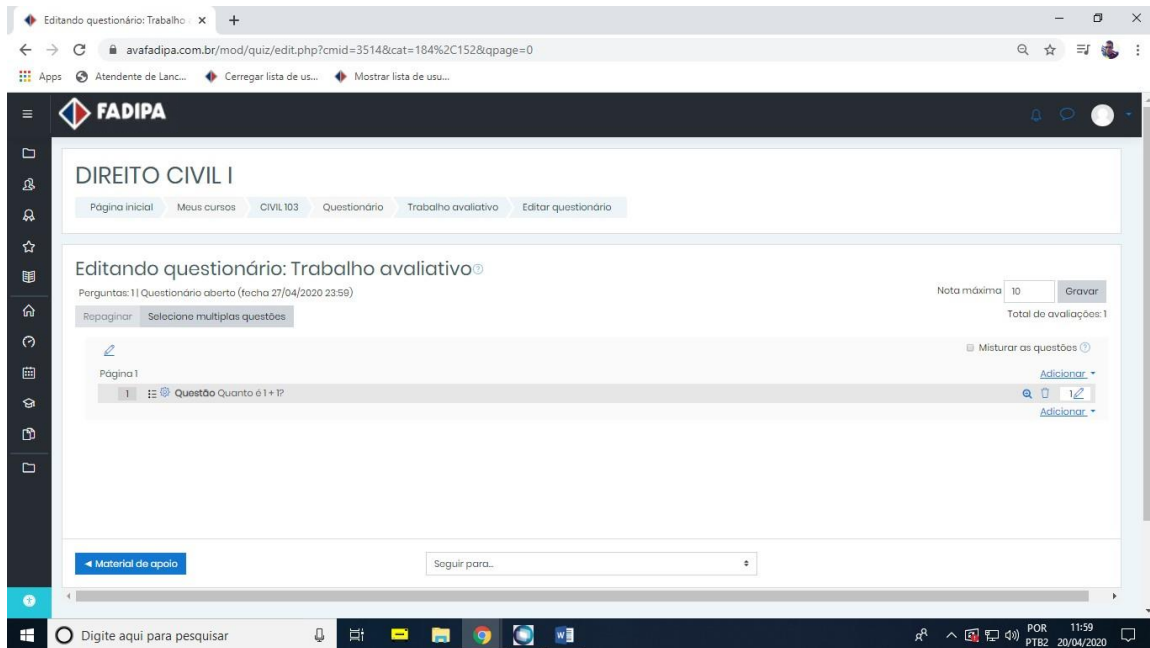 Editando questionário: Trabalho
avafadipa.com.br/mod/quiz/edit.php?cmid=3514&cat=184%2C152&qpage=0
Apps Atendente de Lanc... Cerregar lista de us... Mostrar lista de usu...
FADIPA
DIREITO CIVIL I
Página inicial Meus cursos CIVIL 103 Questionário Trabalho avaliativo Editar questionário
Editando questionário: Trabalho avaliativo
Perguntas: 1 | Questionário aberto (fecha 27/04/2020 23:59)
Nota máxima 10 Gravar
Repaginar Selecione multiplas questões
Total de avaliações: 1
Misturar as questões
Página 1
Adicionar
1 Questão Quanto é 1 + 1? 1
Adicionar
◄ Material de apoio
Seguir para...
Digite aqui para pesquisar
POR 11:59
PTB2 20/04/2020